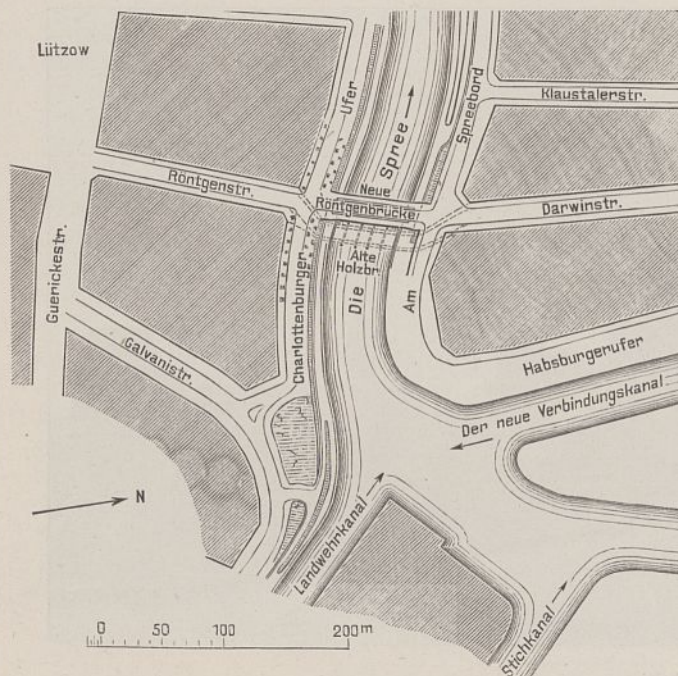 Lützow
Ufer
Spree
Spreebord
Klaustalerstr.
Röntgenstr.
Neue
Röntgenbrücke
Darwinstr.
Guerickestr.
Charlottenburger
Alte
Holzbr.
Die
Am
Galvanistr.
Habsburgerufer
Der neue Verbindungskanal
N
Landwehrkanal
Stichkanal
0 50 100 200m